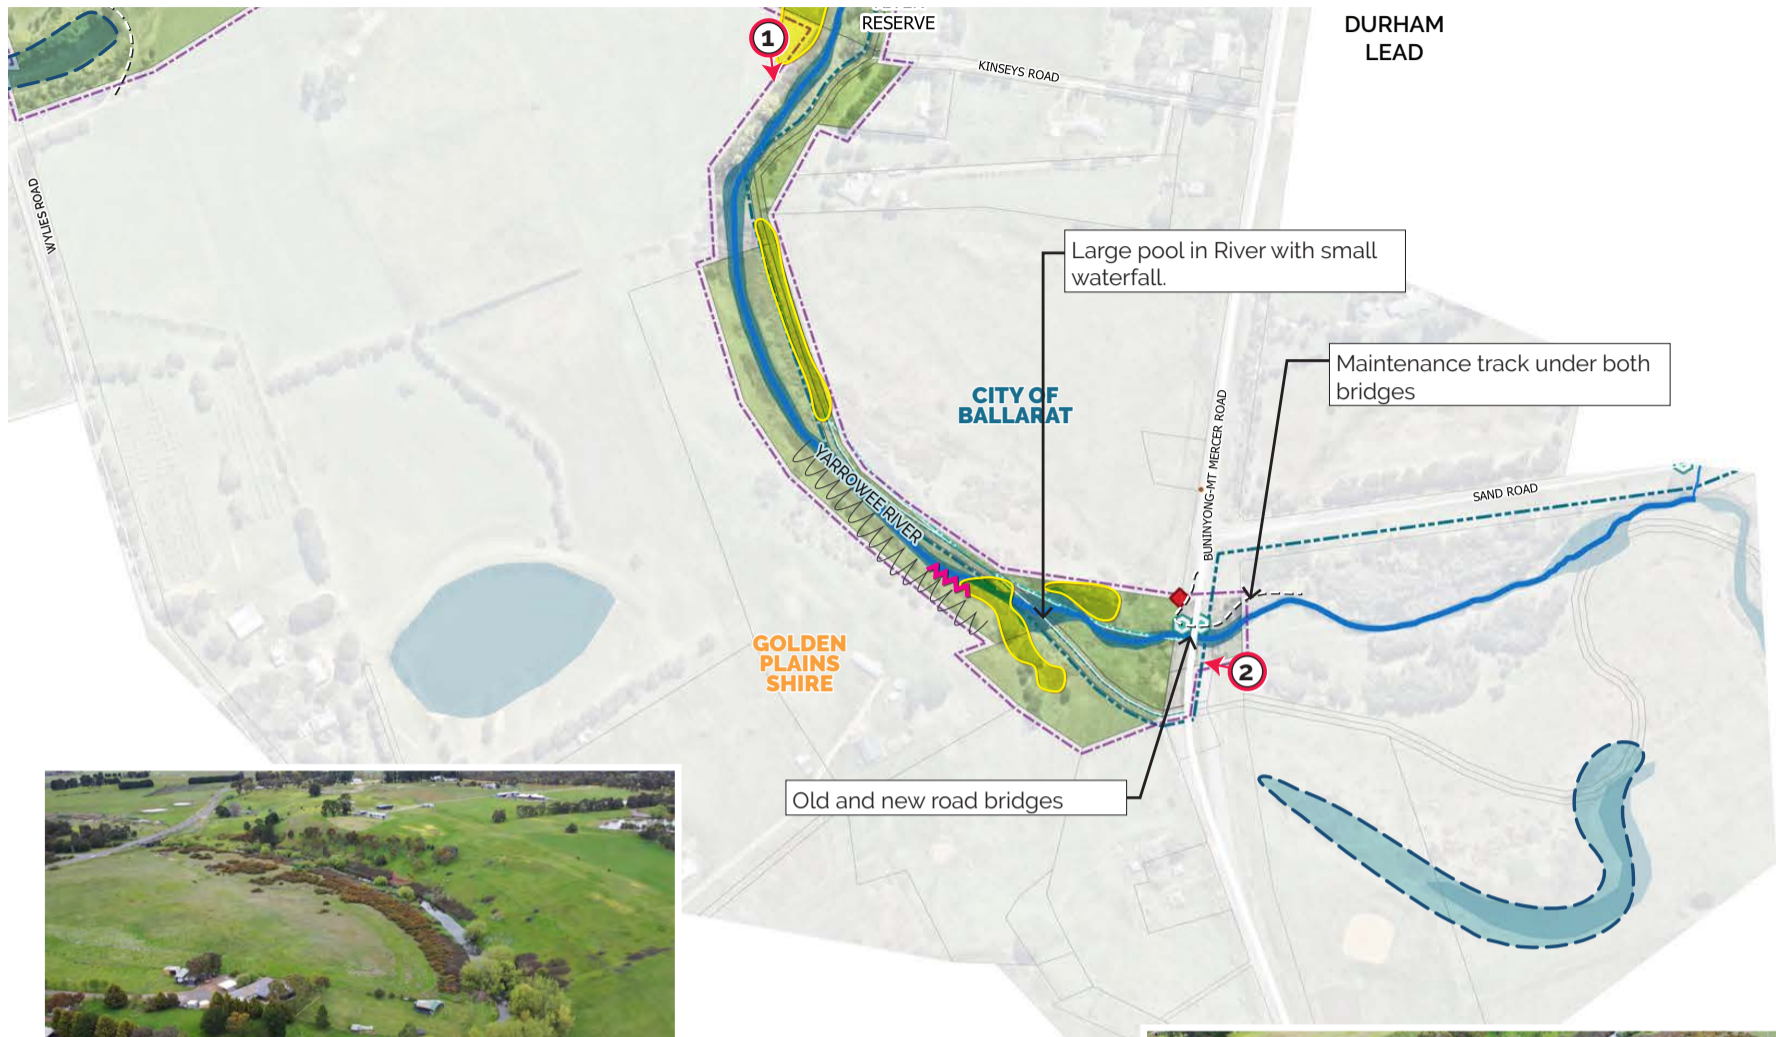 RESERVE
DURHAM
LEAD
1
KINSEYS ROAD
WYLIES ROAD
Large pool in River with small
waterfall.
Maintenance track under both
bridges
CITY OF
BALLARAT
BUNINYONG-MT MERCER ROAD
YARROWEE RIVER
SAND ROAD
GOLDEN
PLAINS
SHIRE
2
Old and new road bridges